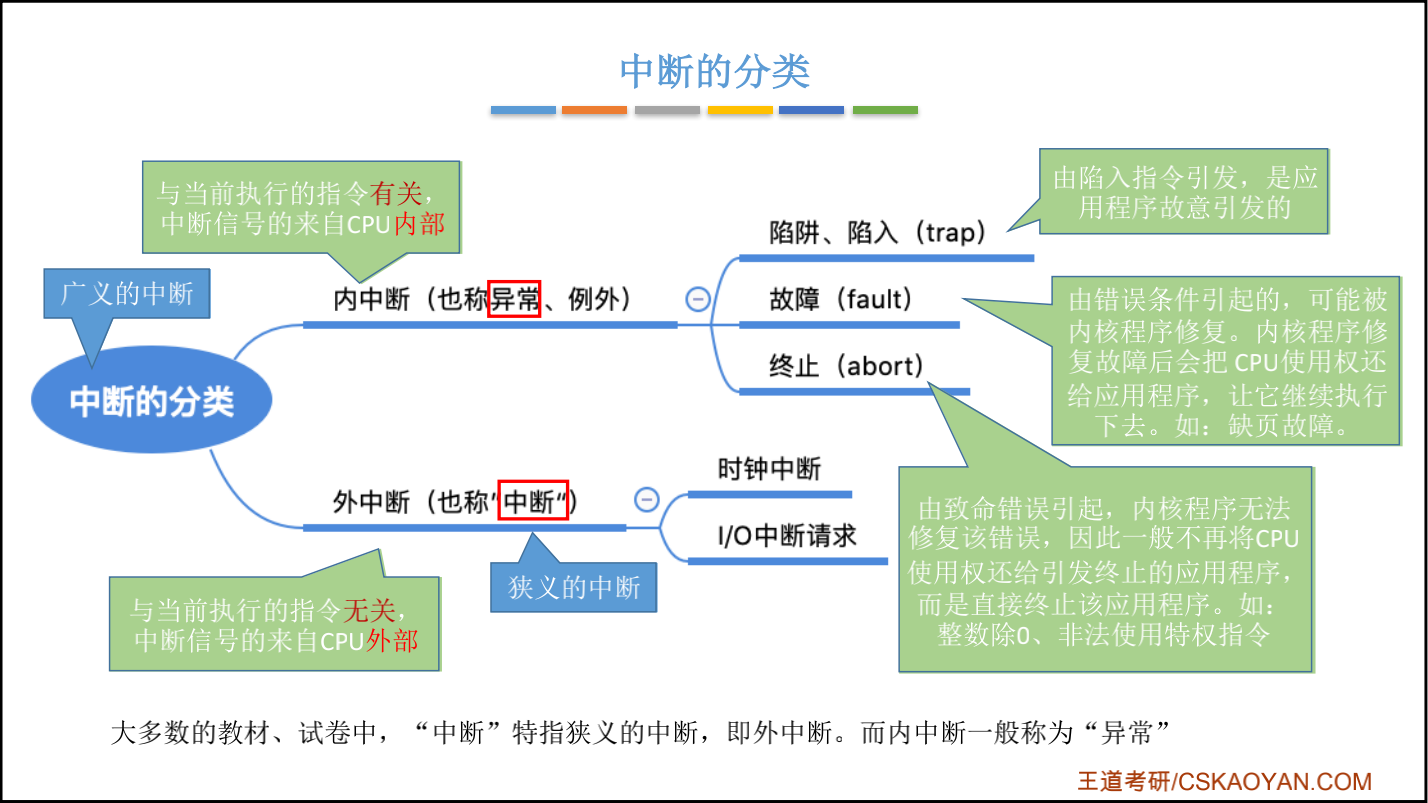 中断的分类
与当前执行的指令有关，
中断信号的来自CPU内部
广义的中断
中断的分类
内中断（也称异常、例外）
陷阱、陷入（trap）
由陷入指令引发，是应
用程序故意引发的
故障（fault）
由错误条件引起的，可能被
内核程序修复。内核程序修
复故障后会把 CPU使用权还
给应用程序，让它继续执行
下去。如：缺页故障。
终止（abort）
由致命错误引起，内核程序无法
修复该错误，因此一般不再将CPU
使用权还给引发终止的应用程序，
而是直接终止该应用程序。如：
整数除0、非法使用特权指令
外中断（也称”中断“）
时钟中断
I/O中断请求
狭义的中断
与当前执行的指令无关，
中断信号的来自CPU外部
大多数的教材、试卷中，“中断”特指狭义的中断，即外中断。而内中断一般称为“异常”
王道考研/CSKAOYAN.COM